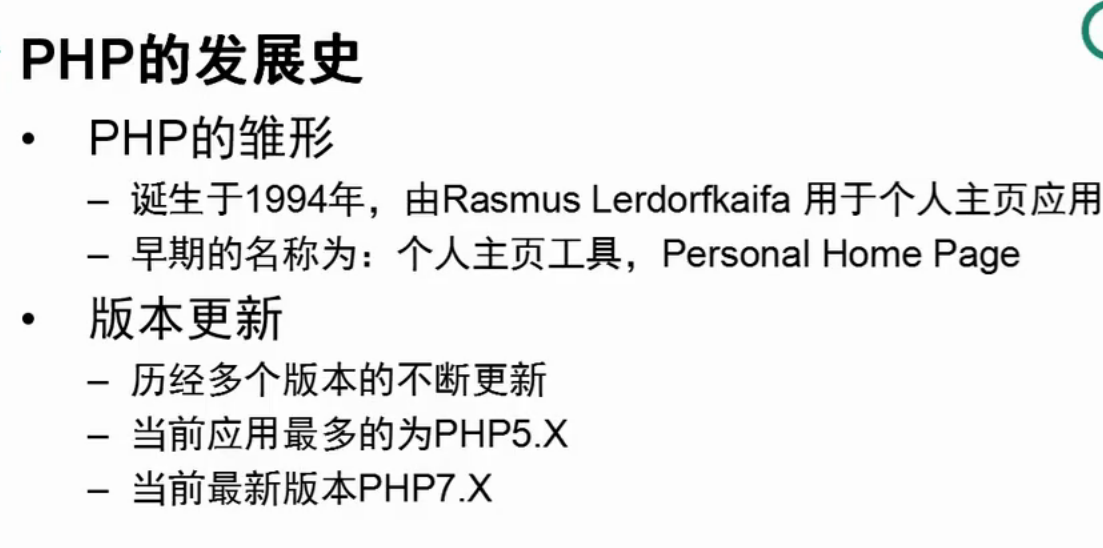 PHP的发展史
• PHP的雏形
– 诞生于1994年，由Rasmus Lerdorfkaifa 用于个人主页应用
– 早期的名称为：个人主页工具，Personal Home Page
• 版本更新
– 历经多个版本的不断更新
– 当前应用最多的为PHP5.X
– 当前最新版本PHP7.X